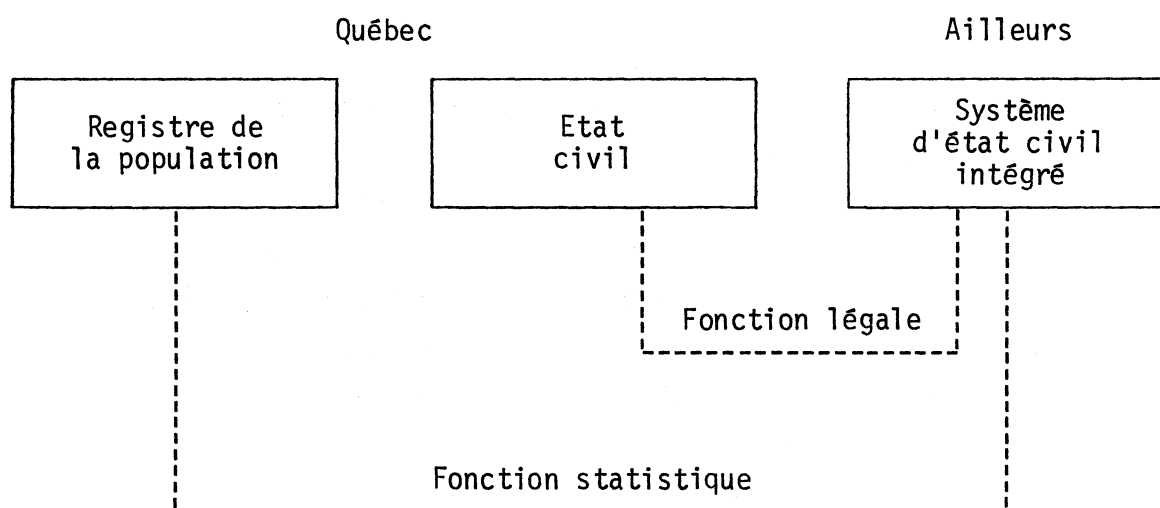 Québec
Ailleurs
Registre de
la population
Etat
civil
Système
d'état civil
intégré
Fonction légale
Fonction statistique